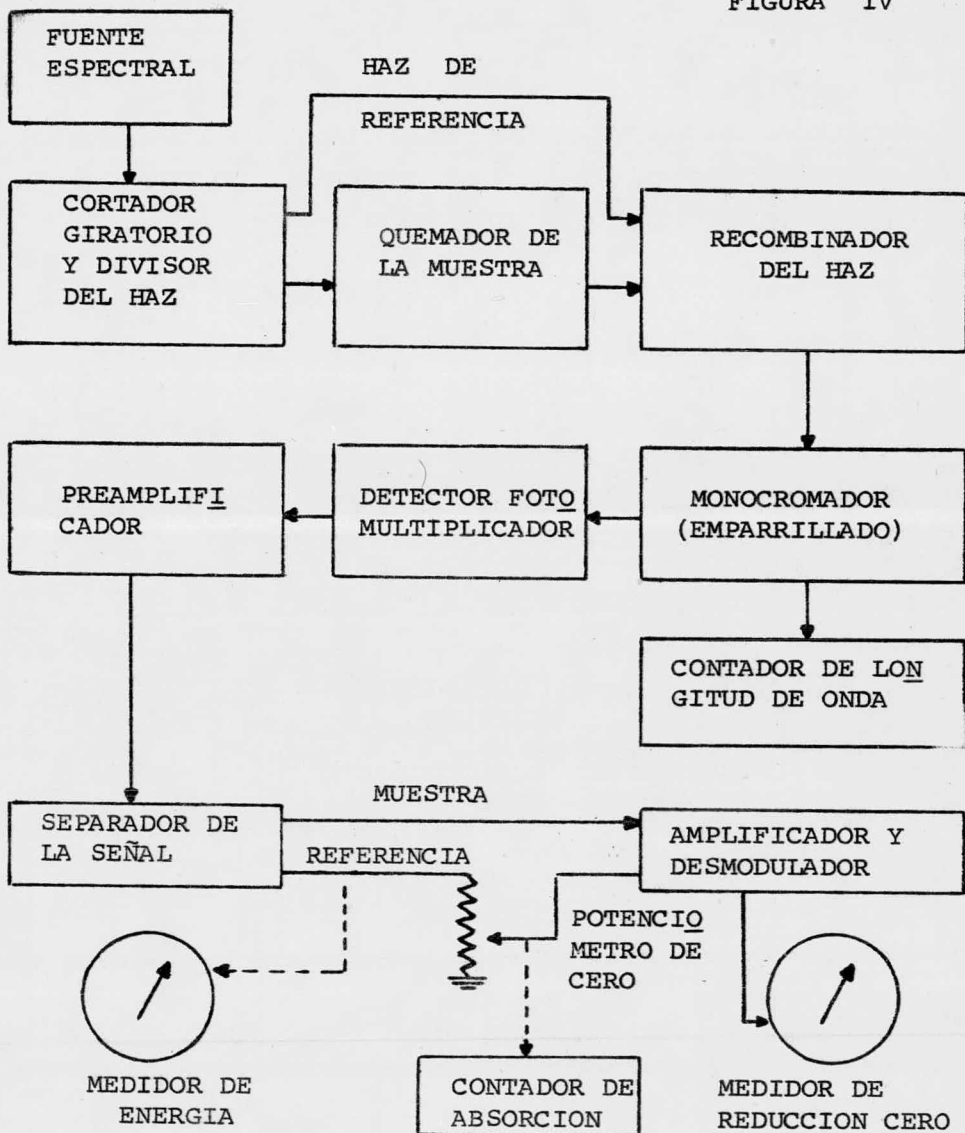 FIGURA IV
FUENTE
ESPECTRAL
HAZ DE
REFERENCIA
CORTADOR
GIRATORIO
Y DIVISOR
DEL HAZ
QUEMADOR DE
LA MUESTRA
RECOMBINADOR
DEL HAZ
PREAMPLIFI
CADOR
DETECTOR FOTO
MULTIPLICADOR
MONOCROMADOR
(EMPARRILLADO)
CONTADOR DE LON
GITUD DE ONDA
MUESTRA
SEPARADOR DE
LA SEÑAL
REFERENCIA
AMPLIFICADOR Y
DESMODULADOR
POTENCIO
METRO DE
CERO
MEDIDOR DE
ENERGIA
CONTADOR DE
ABSORCION
MEDIDOR DE
REDUCCION CERO